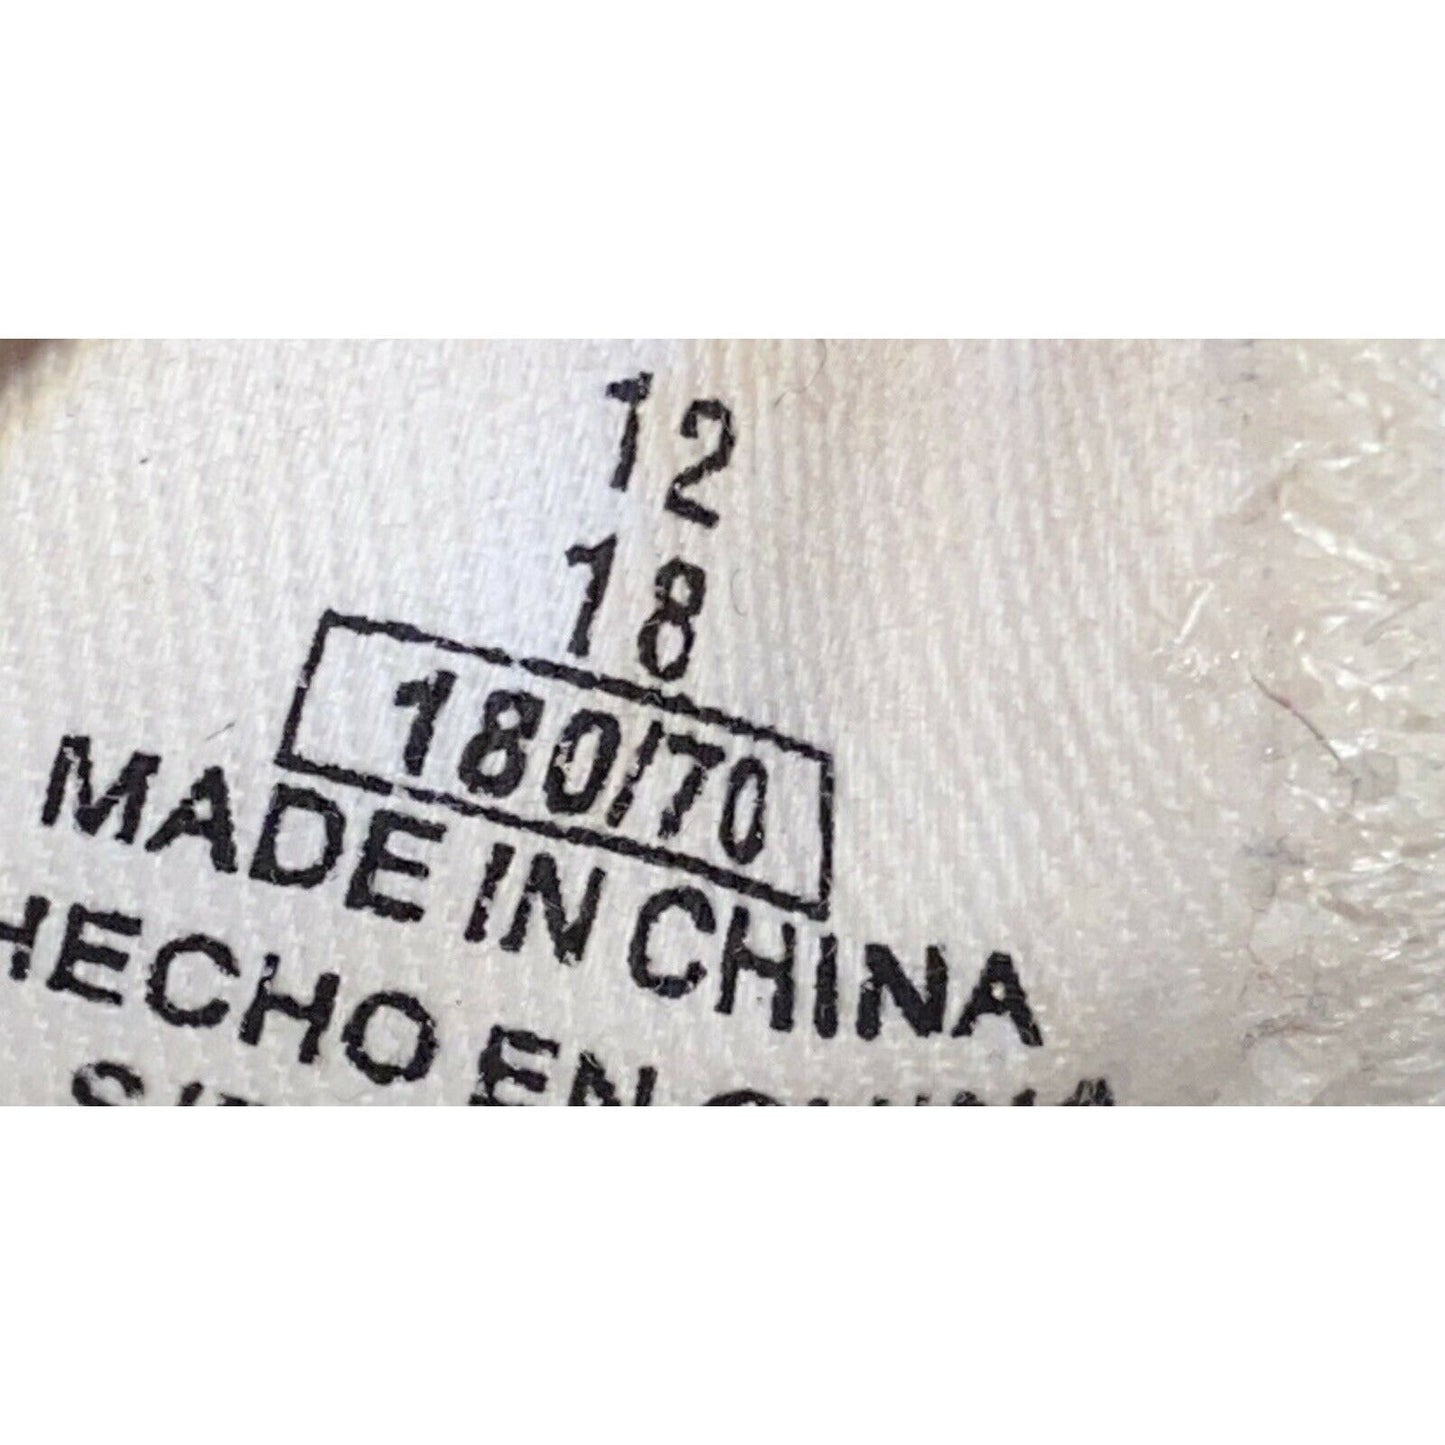 12
18
180/70
MADE IN CHINA
HECHO EN CHINA